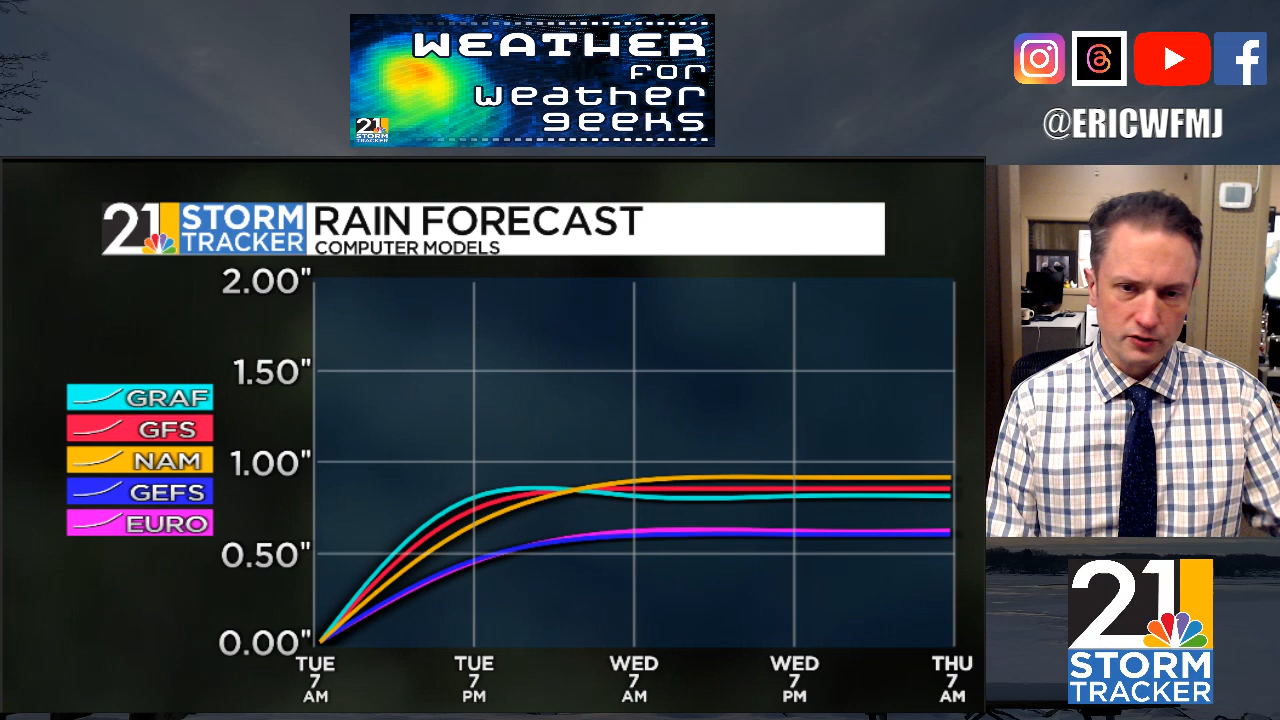 WEATHER
FOR
Weather
geeks
21
STORM
TRACKER
@ERICWFMJ
21 STORM TRACKER
RAIN FORECAST
COMPUTER MODELS
2.00"
1.50"
1.00"
0.50"
0.00"
GRAF
GFS
NAM
GEFS
EURO
TUE
7
AM
TUE
7
PM
WED
7
AM
WED
7
PM
THU
7
AM
21
STORM
TRACKER